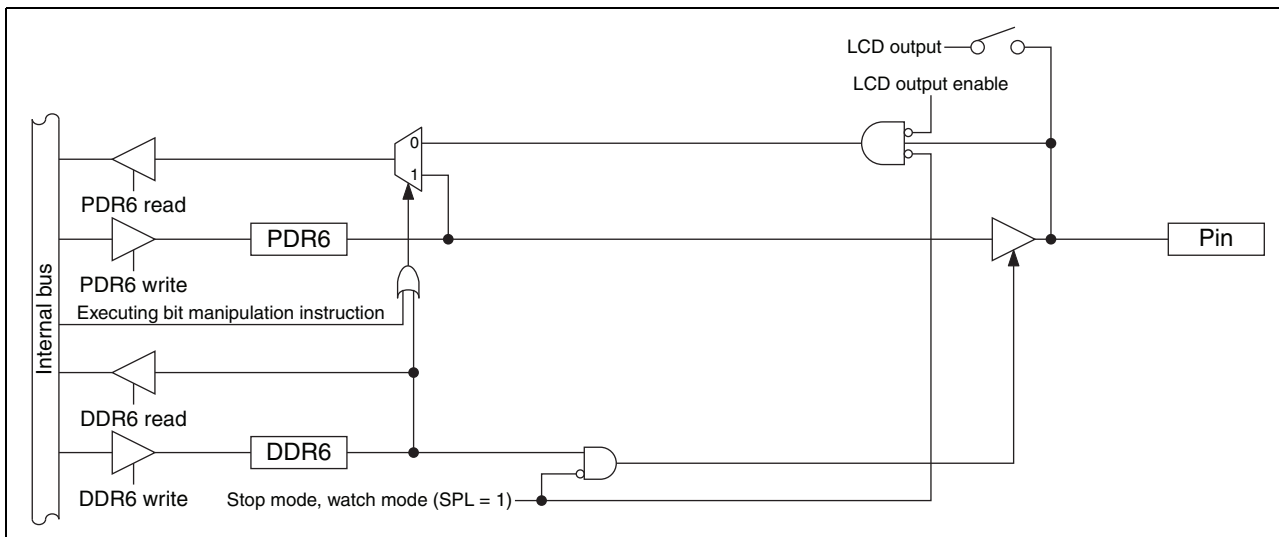 LCD output
LCD output enable
0
1
PDR6 read
PDR6
Pin
PDR6 write
Executing bit manipulation instruction
Internal bus
DDR6 read
DDR6
DDR6 write
Stop mode, watch mode (SPL = 1)